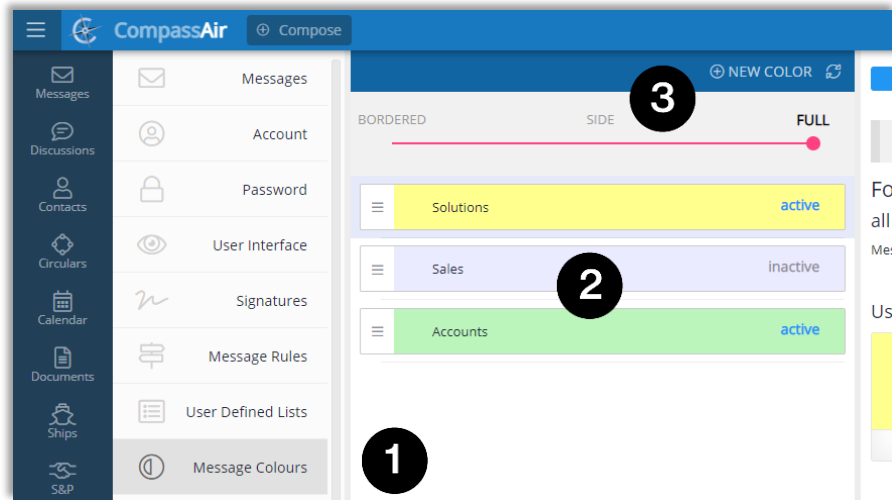 CompassAir
Compose
Messages
Discussions
Contacts
Circulars
Calendar
Documents
Ships
S&P
Messages
Account
Password
User Interface
Signatures
Message Rules
User Defined Lists
Message Colours
NEW COLOR
BORDERED SIDE FULL
Solutions active
Sales inactive
Accounts active
1
2
3
Fo
all
Mes
Us